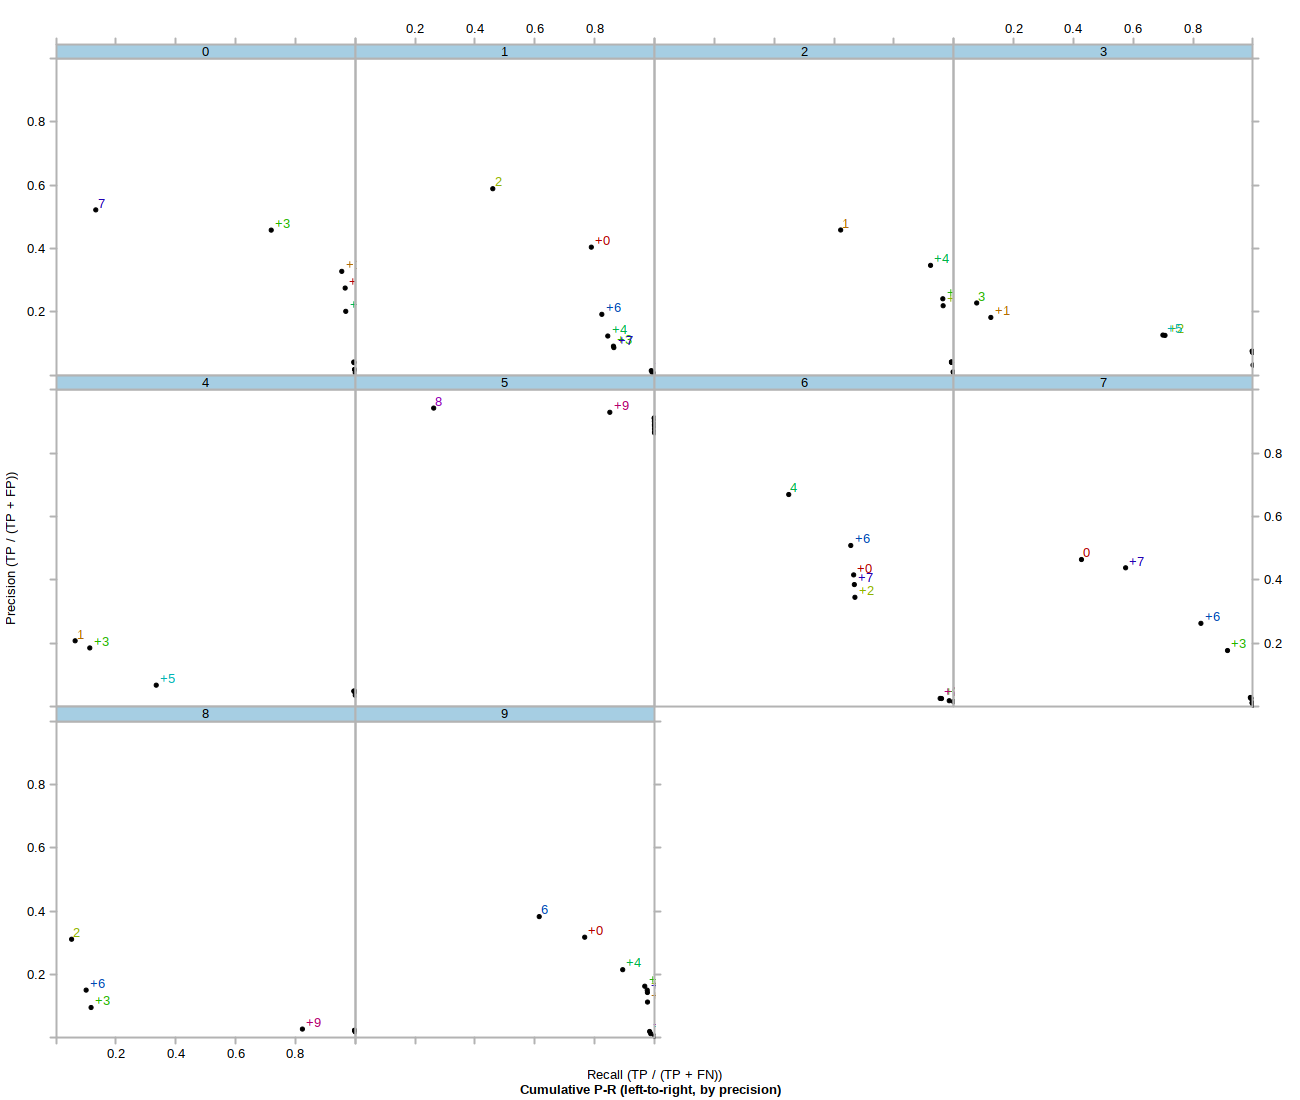 0.2 0.4 0.6 0.8 0.2 0.4 0.6 0.8
0 1 2 3
0.8
0.6
0.4
0.2
7 +3 + + +
2 +0 +6 +4 +7
1 +4
3 +1 +5
4 5 6 7
1 +3 +5
8 +9
4 +6 +0 +7 +2 +
0 +7 +6 +3
0.8
0.6
0.4
0.2
8 9
0.8
0.6
0.4
0.2
2 +6 +3 +9
6 +0 +4
0.2 0.4 0.6 0.8
Precision (TP / (TP + FP))
Recall (TP / (TP + FN))
Cumulative P-R (left-to-right, by precision)